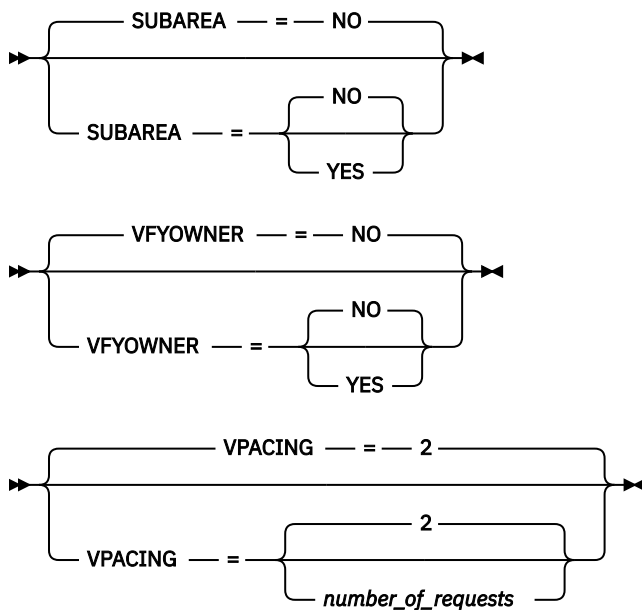 SUBAREA = NO
NO
SUBAREA =
YES
VFYOWNER = NO
NO
VFYOWNER =
YES
VPACING = 2
2
VPACING =
number_of_requests